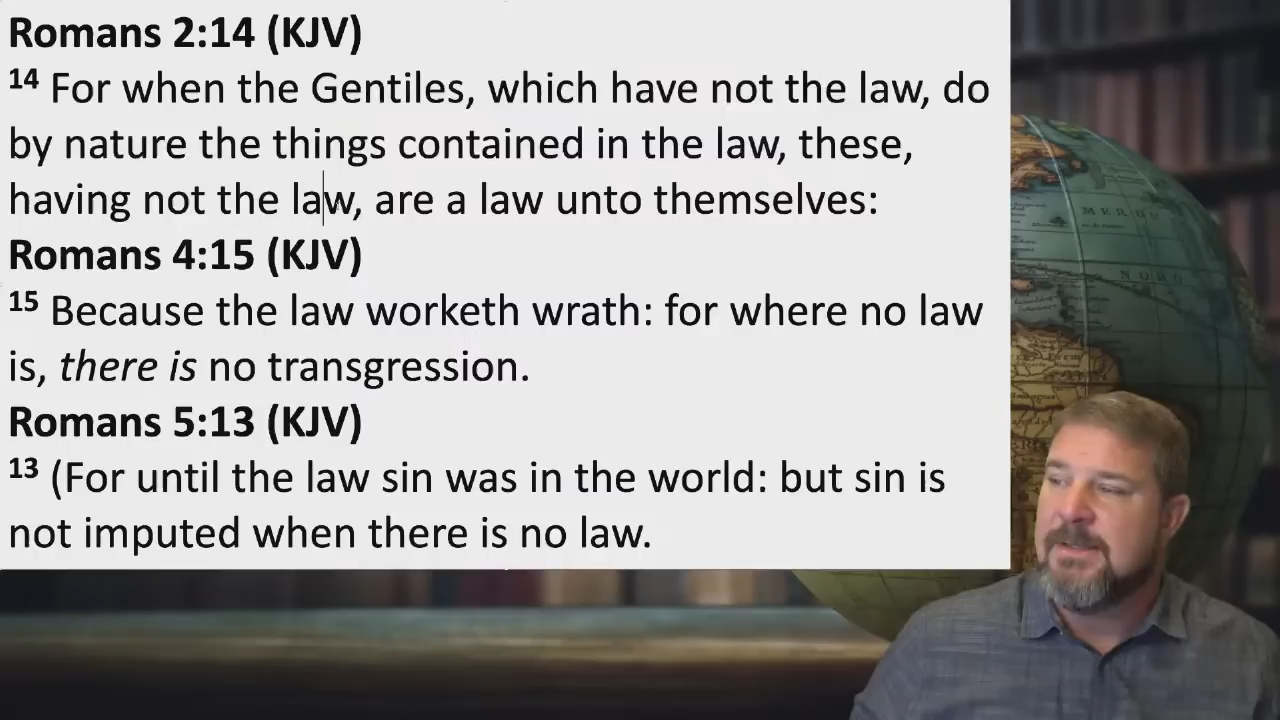 Romans 2:14 (KJV)
14 For when the Gentiles, which have not the law, do
by nature the things contained in the law, these,
having not the law, are a law unto themselves:
Romans 4:15 (KJV)
15 Because the law worketh wrath: for where no law
is, there is no transgression.
Romans 5:13 (KJV)
13 (For until the law sin was in the world: but sin is
not imputed when there is no law.